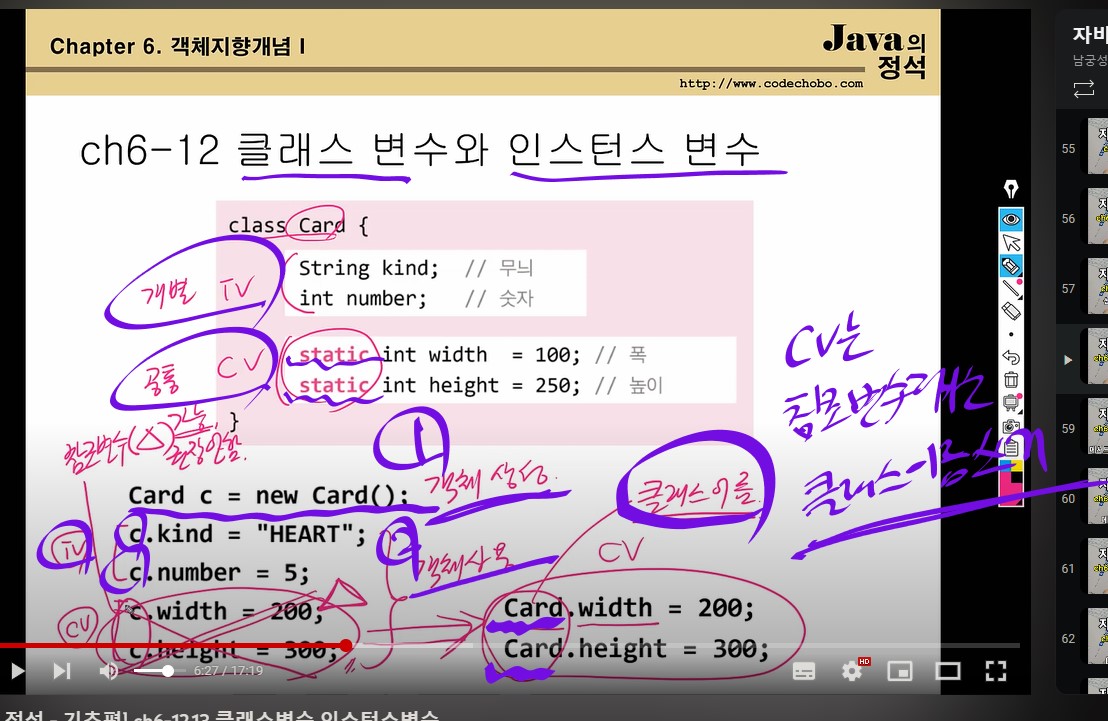 Chapter 6. 객체지향개념 I
Java의
정석
http://www.codechobo.com
ch6-12 클래스 변수와 인스턴스 변수
class Card {
String kind; // 무늬
int number; // 숫자
개별 IV
static int width = 100; // 폭
static int height = 250; // 높이
공통 CV
}
참조변수(△) 가능,
권장안함.
1
Card c = new Card();
객체 생성.
클래스이름
CV는
참조변수대신
클래스이름
c.kind = "HEART";
IV
2
객체사용
c.number = 5;
CV
c.width = 200;
c.height = 300;
CV
Card.width = 200;
Card.height = 300;
6:27 / 17:19
HD
자바
남궁성
55
56
57
59
60
61
62
정석 - 기초편] ch6-12,13 클래스변수, 인스턴스변수